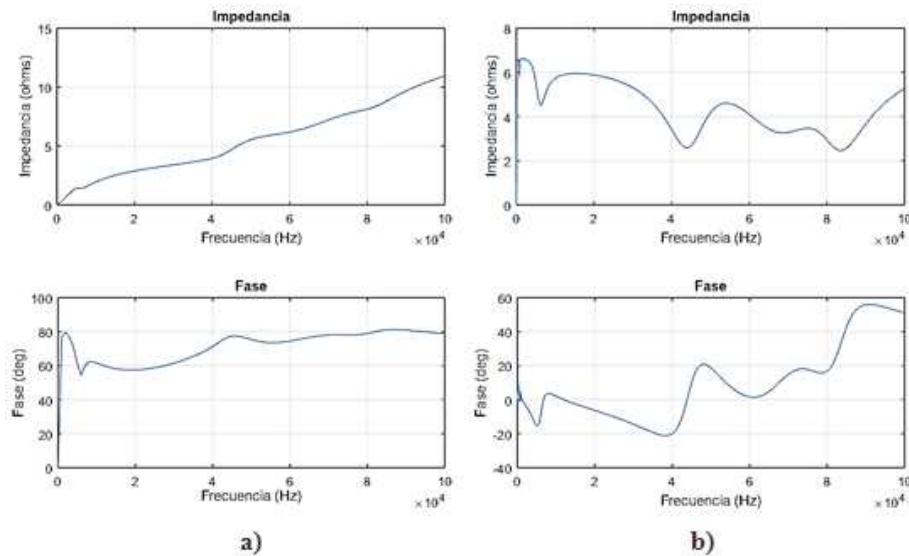 Impedancia
Impedancia (ohms)
15
10
5
0
0 2 4 6 8 10
Frecuencia (Hz)
× 10⁴
Impedancia
Impedancia (ohms)
8
6
4
2
0
0 2 4 6 8 10
Frecuencia (Hz)
× 10⁴
Fase
Fase (deg)
100
80
60
40
20
0
0 2 4 6 8 10
Frecuencia (Hz)
× 10⁴
Fase
Fase (deg)
60
40
20
0
-20
-40
0 2 4 6 8 10
Frecuencia (Hz)
× 10⁴
a)
b)